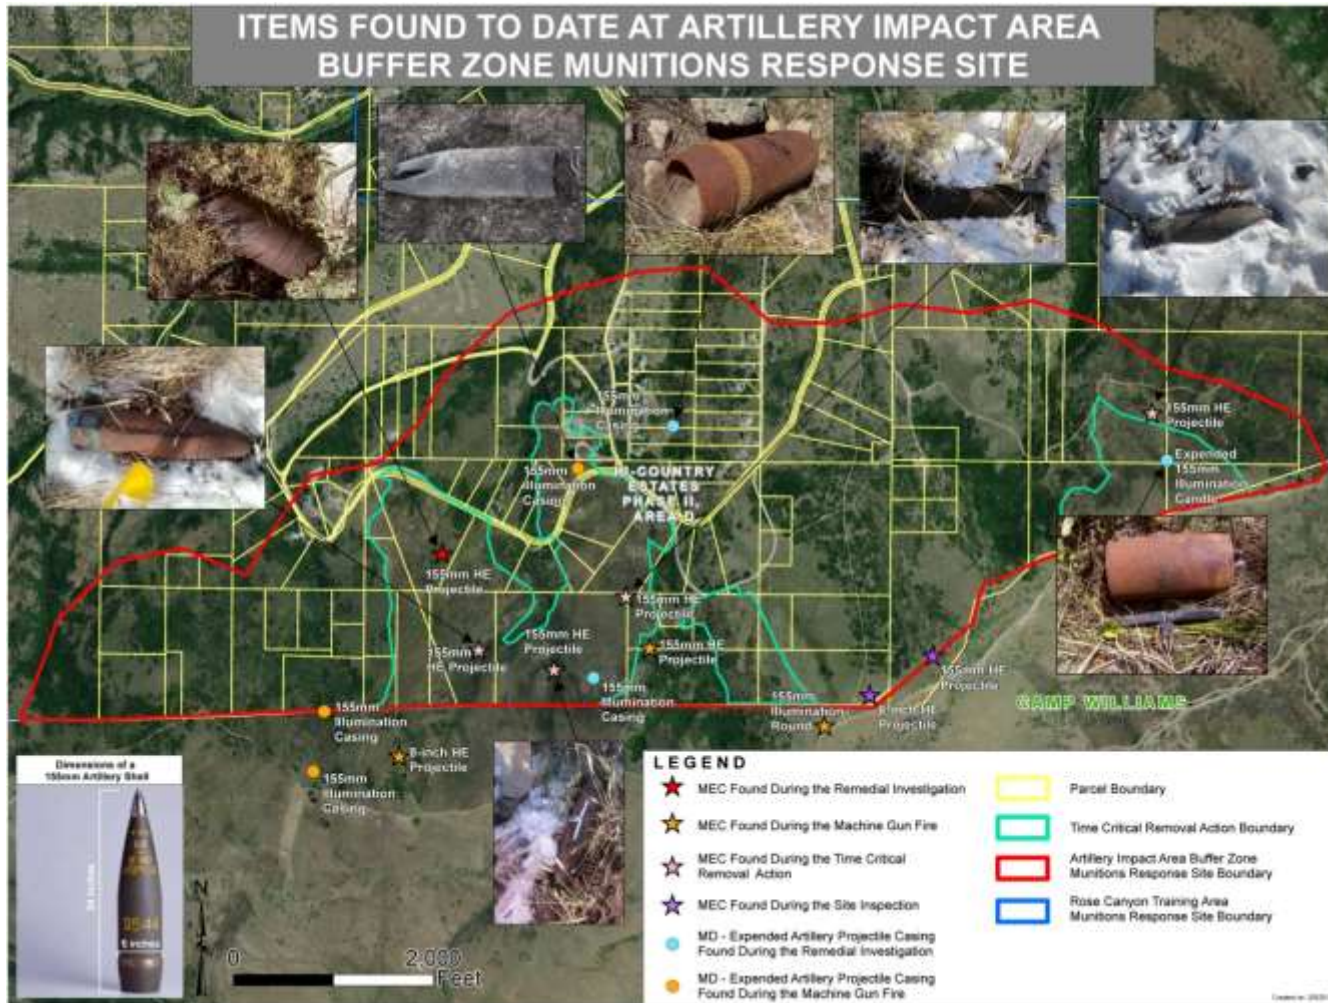 ITEMS FOUND TO DATE AT ARTILLERY IMPACT AREA
BUFFER ZONE MUNITIONS RESPONSE SITE
155mm
Illumination
Casing
155mm HE
Projectile
155mm
Illumination
Casing
HI-COUNTRY
ESTATES
PHASE II,
AREA D
Expended
155mm
Illumination
Candle
155mm HE
Projectile
155mm HE
Projectile
155mm
HE Projectile
155mm HE
Projectile
155mm HE
Projectile
155mm HE
Projectile
155mm
Illumination
Casing
155mm
Illumination
Round
8-inch HE
Projectile
CAMP WILLIAMS
155mm
Illumination
Casing
8-inch HE
Projectile
155mm
Illumination
Casing
Dimensions of a
155mm Artillery Shell
24 inches
6 inches
N
0
2,000
Feet
LEGEND
MEC Found During the Remedial Investigation
MEC Found During the Machine Gun Fire
MEC Found During the Time Critical
Removal Action
MEC Found During the Site Inspection
MD - Expended Artillery Projectile Casing
Found During the Remedial Investigation
MD - Expended Artillery Projectile Casing
Found During the Machine Gun Fire
Parcel Boundary
Time Critical Removal Action Boundary
Artillery Impact Area Buffer Zone
Munitions Response Site Boundary
Rose Canyon Training Area
Munitions Response Site Boundary